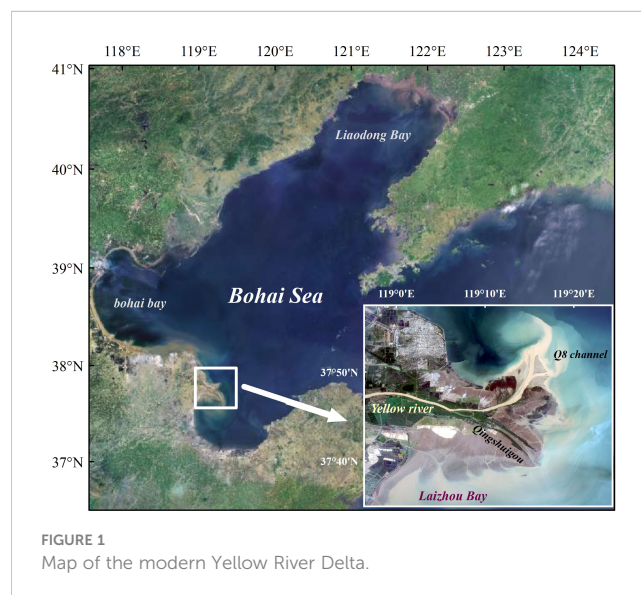 118°E 119°E 120°E 121°E 122°E 123°E 124°E
41°N
Liaodong Bay
40°N
39°N
bohai bay
Bohai Sea
119°0'E 119°10'E 119°20'E
Q8 channel
38°N
37°50'N
Yellow river
Qingshuigou
37°N
37°40'N
Laizhou Bay
FIGURE 1
Map of the modern Yellow River Delta.